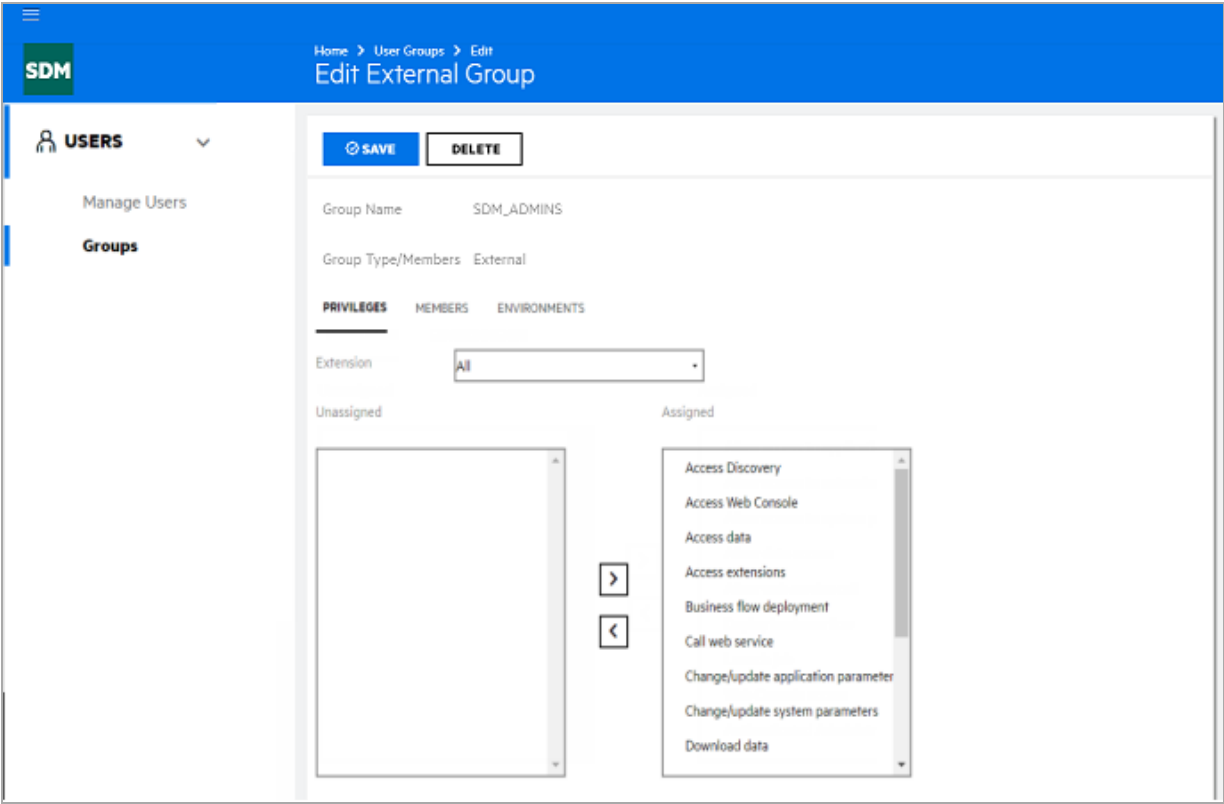 Home > User Groups > Edit
SDM
Edit External Group
USERS
Manage Users
Groups
SAVE
DELETE
Group Name SDM_ADMINS
Group Type/Members External
PRIVILEGES MEMBERS ENVIRONMENTS
Extension All
Unassigned Assigned
Access Discovery
Access Web Console
Access data
Access extensions
Business flow deployment
Call web service
Change/update application parameter
Change/update system parameters
Download data